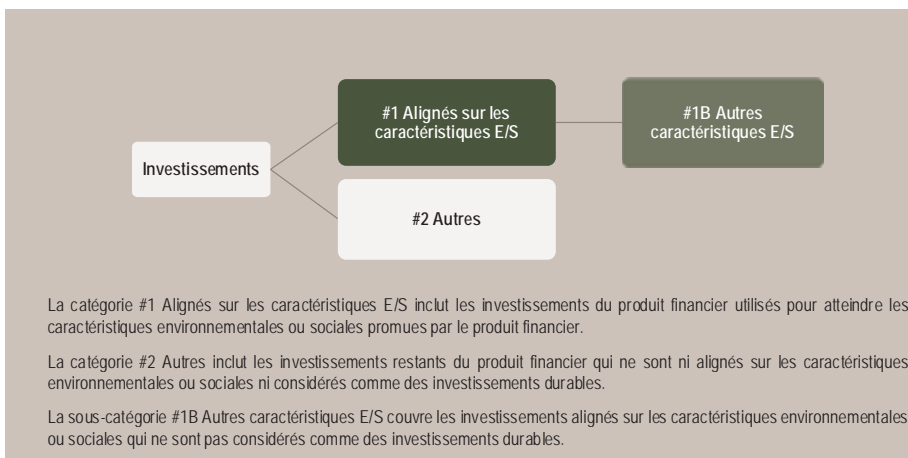 #1 Alignés sur les
caractéristiques E/S
#1B Autres
caractéristiques E/S
Investissements
#2 Autres
La catégorie #1 Alignés sur les caractéristiques E/S inclut les investissements du produit financier utilisés pour atteindre les
caractéristiques environnementales ou sociales promues par le produit financier.
La catégorie #2 Autres inclut les investissements restants du produit financier qui ne sont ni alignés sur les caractéristiques
environnementales ou sociales ni considérés comme des investissements durables.
La sous-catégorie #1B Autres caractéristiques E/S couvre les investissements alignés sur les caractéristiques environnementales
ou sociales qui ne sont pas considérés comme des investissements durables.